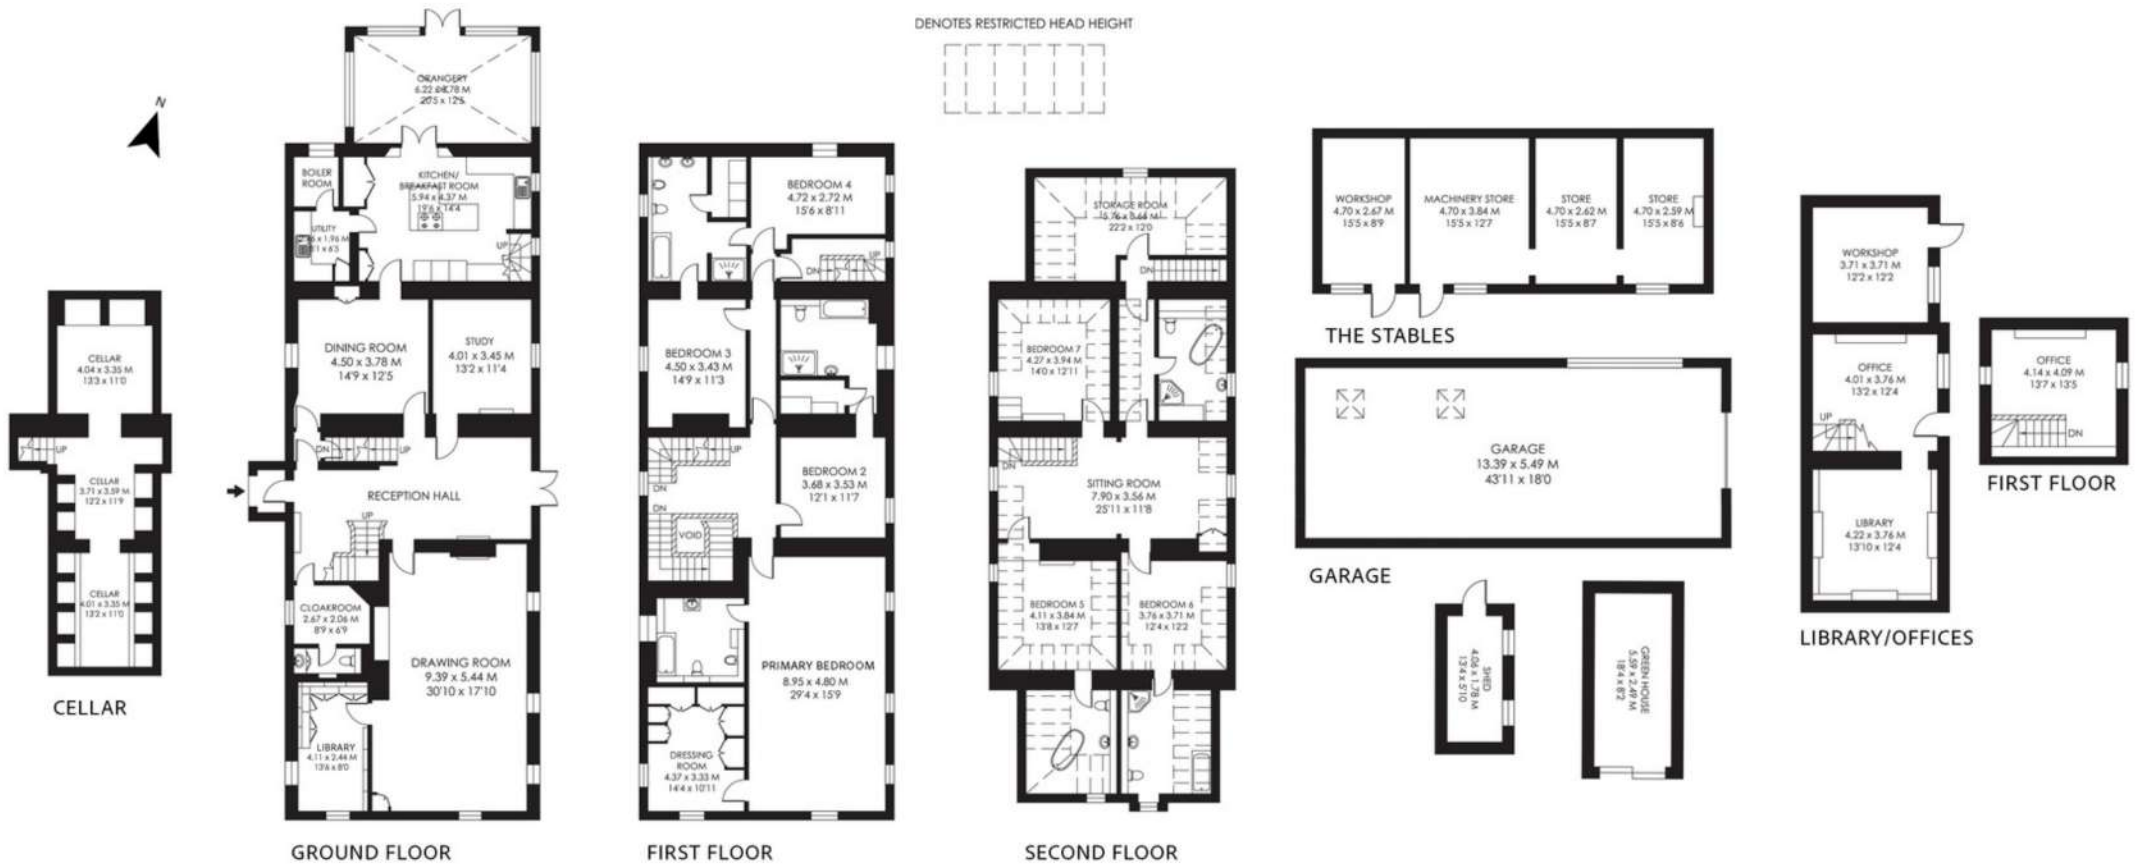 DENOTES RESTRICTED HEAD HEIGHT
N
CELLAR
4.04 x 3.35 M
13'3 x 11'0
UP
CELLAR
3.71 x 3.59 M
12'2 x 11'9
CELLAR
4.01 x 3.35 M
13'2 x 11'0
CELLAR
ORANGERY
6.22 x 3.78 M
20'5 x 12'5
BOILER
ROOM
KITCHEN/
BREAKFAST ROOM
5.94 x 4.37 M
19'6 x 14'4
UTILITY
x 1.96 M
x 6'5
UP
DINING ROOM
4.50 x 3.78 M
14'9 x 12'5
STUDY
4.01 x 3.45 M
13'2 x 11'4
DN
UP
RECEPTION HALL
UP
CLOAKROOM
2.67 x 2.06 M
8'9 x 6'9
DRAWING ROOM
9.39 x 5.44 M
30'10 x 17'10
LIBRARY
4.11 x 2.44 M
13'6 x 8'0
GROUND FLOOR
BEDROOM 4
4.72 x 2.72 M
15'6 x 8'11
UP
DN
BEDROOM 3
4.50 x 3.43 M
14'9 x 11'3
UP
DN
BEDROOM 2
3.68 x 3.53 M
12'1 x 11'7
DN
VOID
PRIMARY BEDROOM
8.95 x 4.80 M
29'4 x 15'9
DRESSING
ROOM
4.37 x 3.33 M
14'4 x 10'11
FIRST FLOOR
STORAGE ROOM
22'2 x 12'0
DN
BEDROOM 7
4.27 x 3.94 M
14'0 x 12'11
DN
SITTING ROOM
7.90 x 3.56 M
25'11 x 11'8
BEDROOM 5
4.11 x 3.84 M
13'8 x 12'7
BEDROOM 6
3.76 x 3.71 M
12'4 x 12'2
SECOND FLOOR
WORKSHOP
4.70 x 2.67 M
15'5 x 8'9
MACHINERY STORE
4.70 x 3.84 M
15'5 x 12'7
STORE
4.70 x 2.62 M
15'5 x 8'7
STORE
4.70 x 2.59 M
15'5 x 8'6
THE STABLES
GARAGE
13.39 x 5.49 M
43'11 x 18'0
GARAGE
SHED
4.06 x 1.78 M
13'4 x 5'10
GREEN HOUSE
5.59 x 2.49 M
18'4 x 8'2
WORKSHOP
3.71 x 3.71 M
12'2 x 12'2
OFFICE
4.01 x 3.76 M
13'2 x 12'4
UP
LIBRARY
4.22 x 3.76 M
13'10 x 12'4
LIBRARY/OFFICES
OFFICE
4.14 x 4.09 M
13'7 x 13'5
DN
FIRST FLOOR